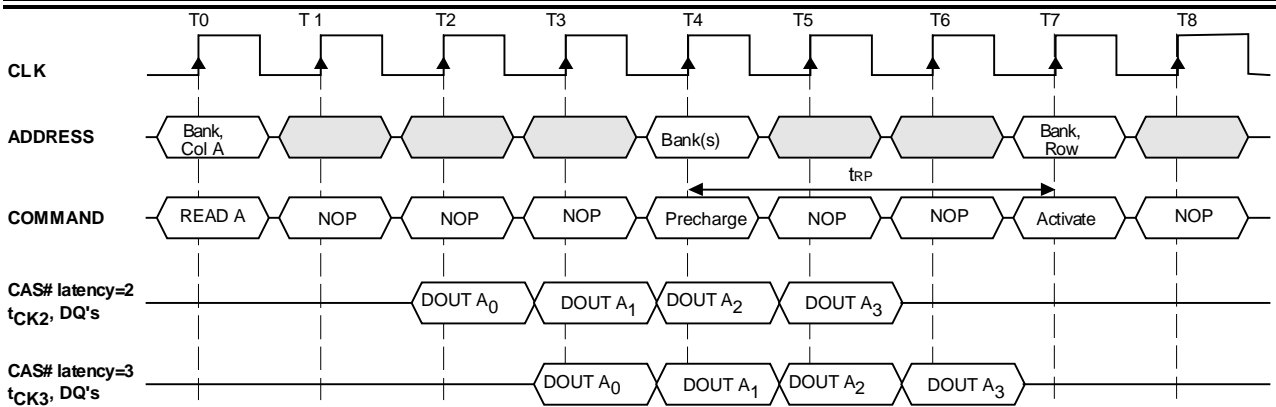 T0 T 1 T2 T3 T4 T5 T6 T7 T8
CLK
ADDRESS
Bank,
Col A
Bank(s)
Bank,
Row
tRP
COMMAND
READ A NOP NOP NOP Precharge NOP NOP Activate NOP
CAS# latency=2
tCK2, DQ's
DOUT A0 DOUT A1 DOUT A2 DOUT A3
CAS# latency=3
tCK3, DQ's
DOUT A0 DOUT A1 DOUT A2 DOUT A3